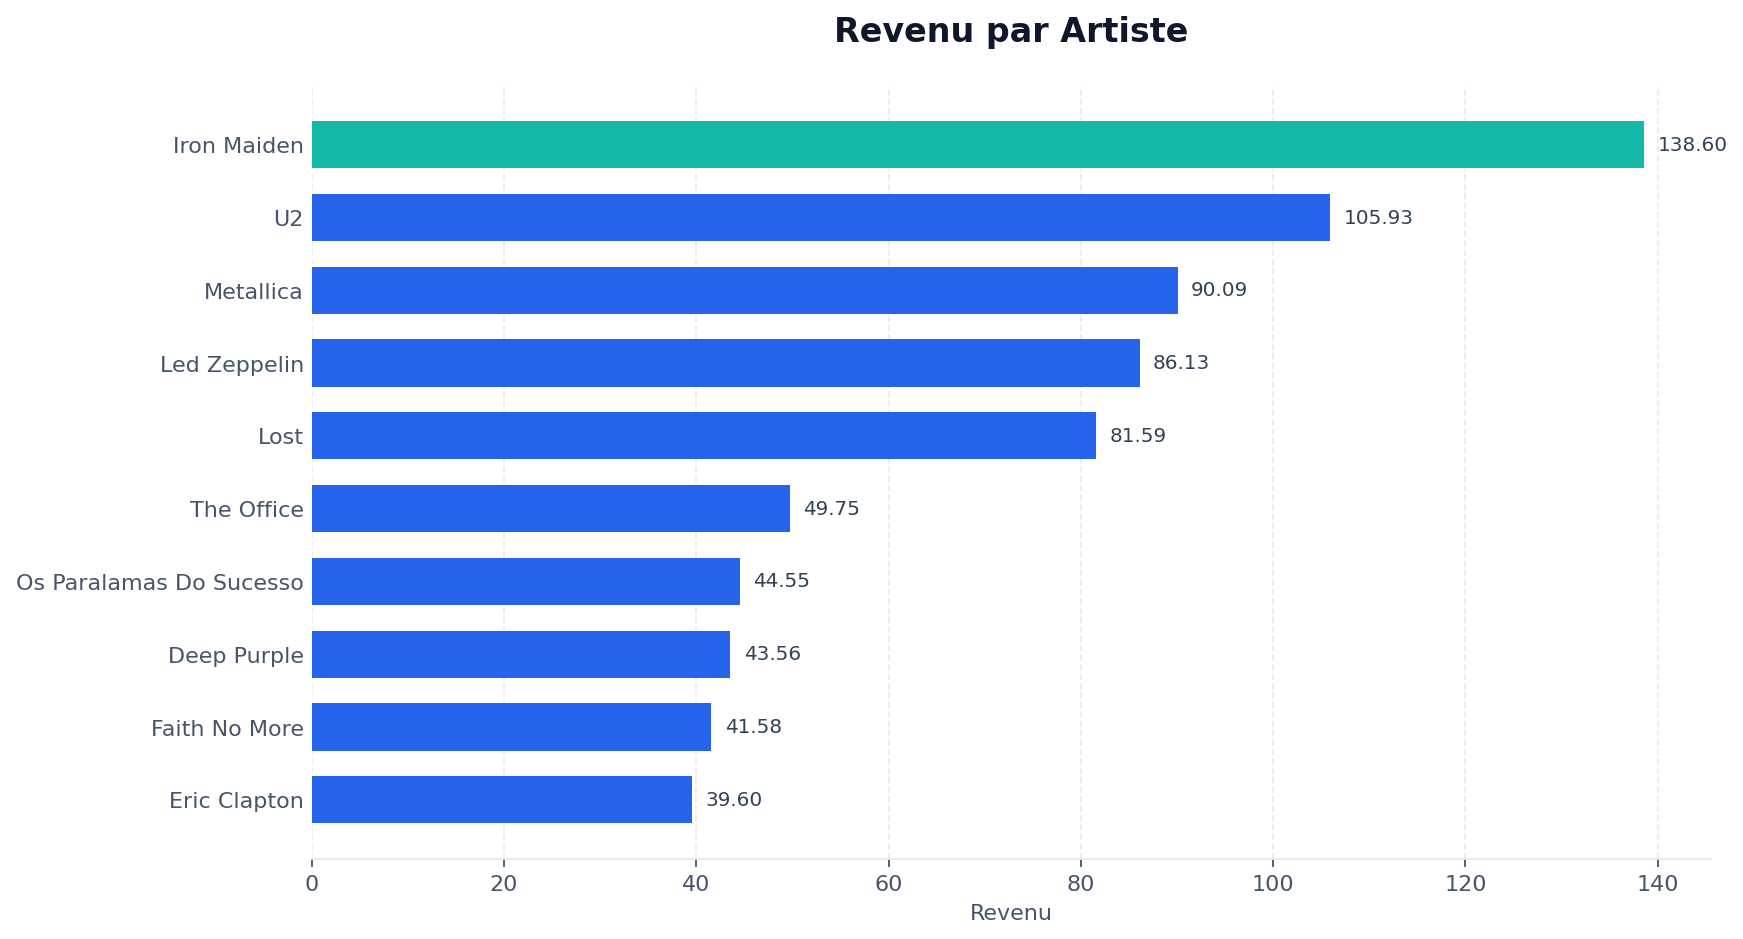 Revenu par Artiste
Iron Maiden 138.60
U2 105.93
Metallica 90.09
Led Zeppelin 86.13
Lost 81.59
The Office 49.75
Os Paralamas Do Sucesso 44.55
Deep Purple 43.56
Faith No More 41.58
Eric Clapton 39.60
0 20 40 60 80 100 120 140
Revenu